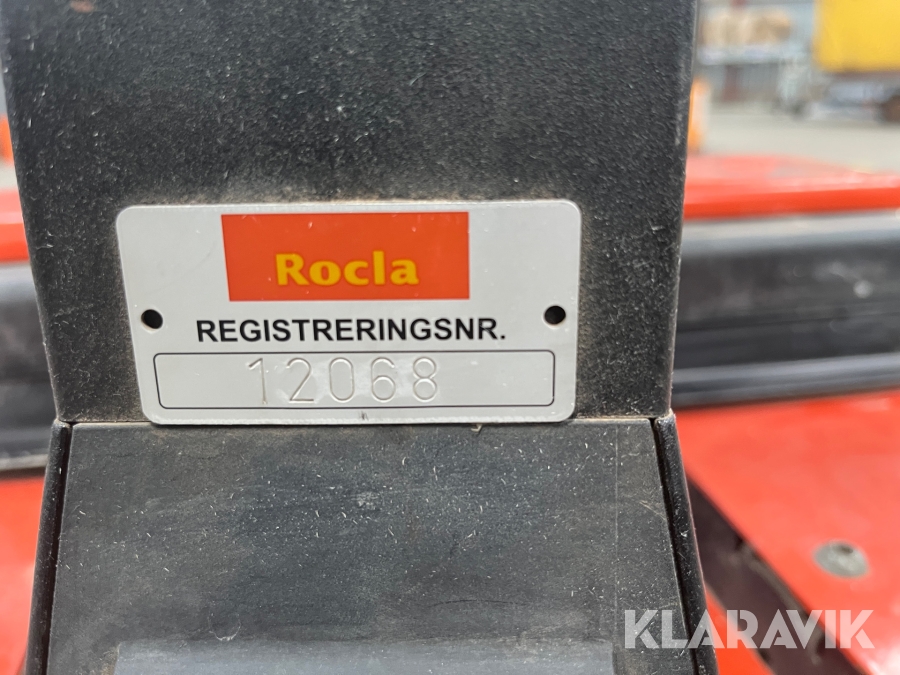 Rocla
REGISTRERINGSNR.
12068
KLARAVIK